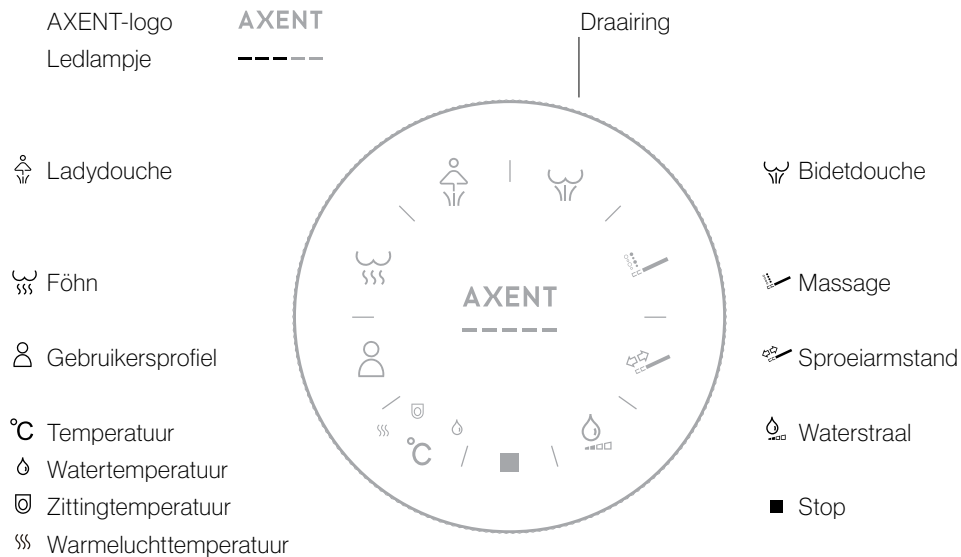 AXENT-logo AXENT
Ledlampje
Draairing
Ladydouche
Bidetdouche
Föhn
Massage
AXENT
Gebruikersprofiel
Sproeiarmstand
°C Temperatuur
°C
Waterstraal
Watertemperatuur
Zittingtemperatuur
Stop
Warmeluchttemperatuur